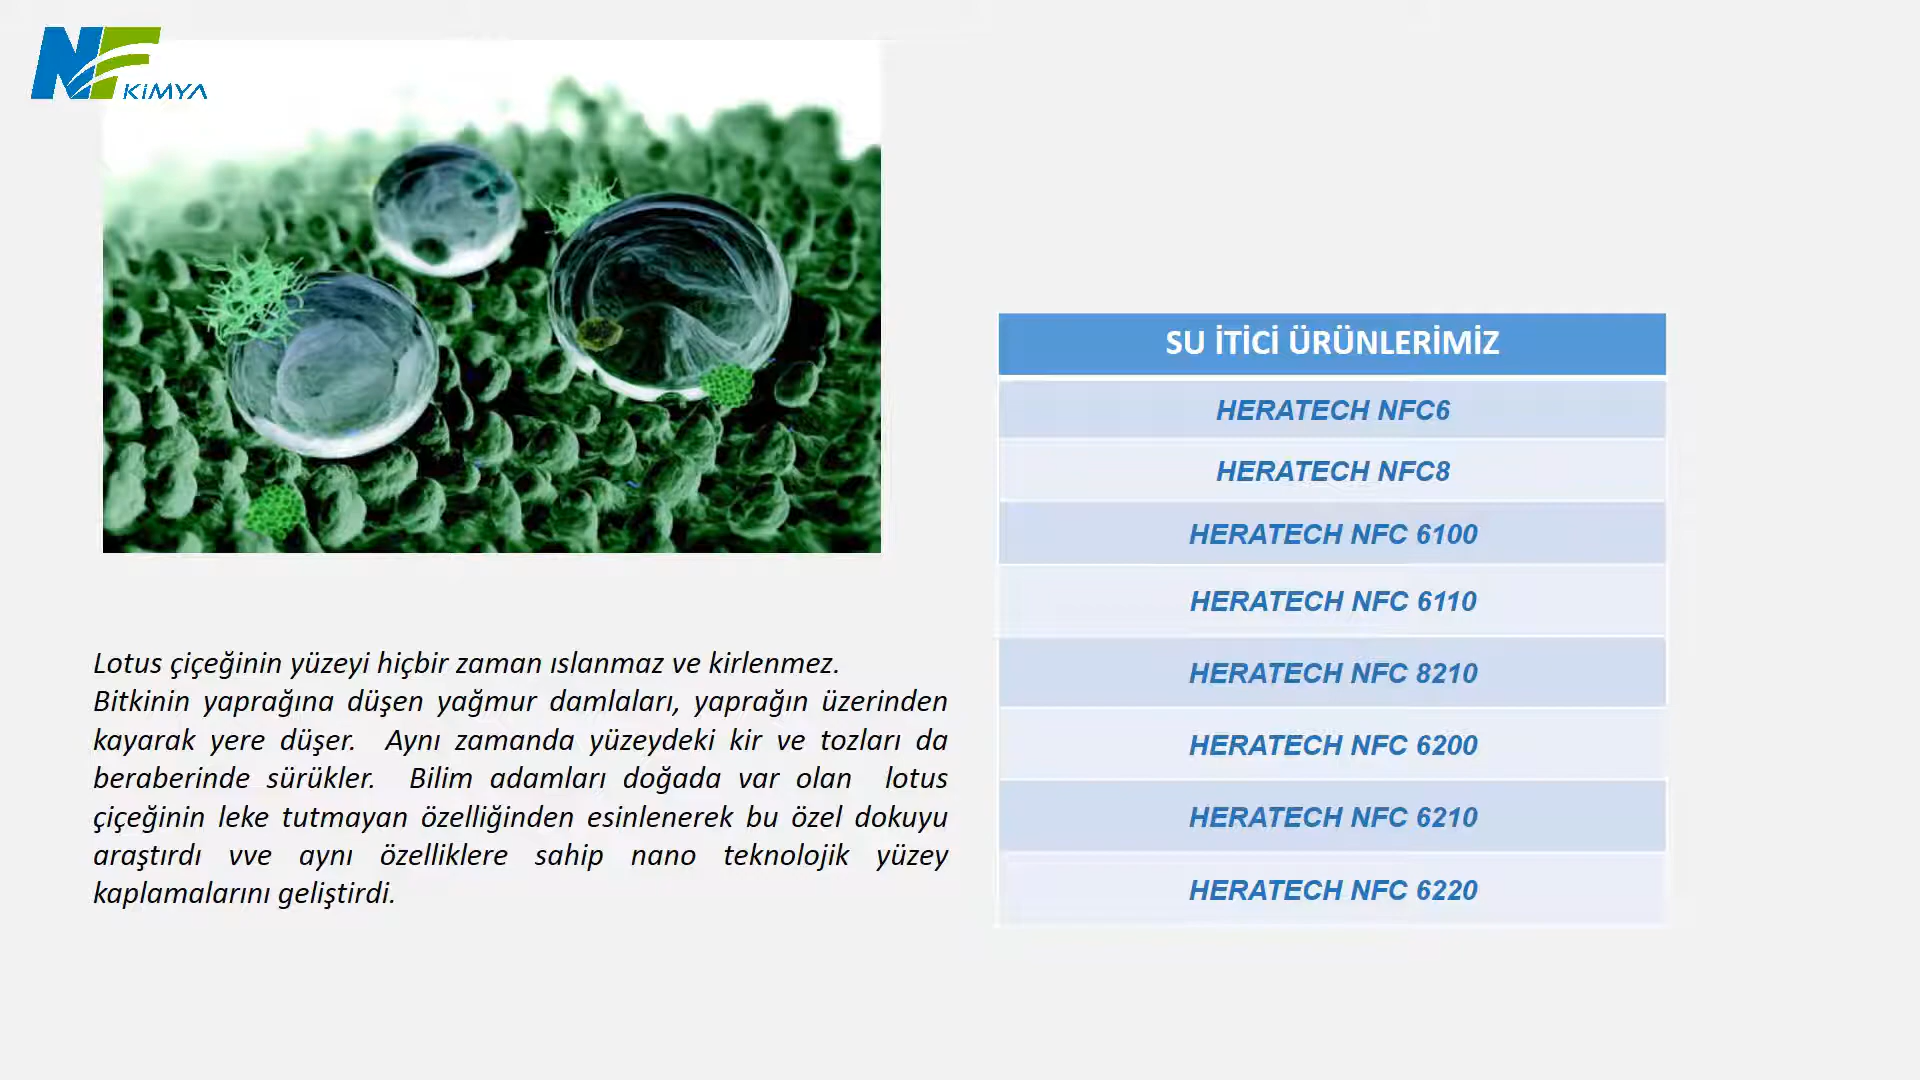 NF KİMYA
Lotus çiçeğinin yüzeyi hiçbir zaman ıslanmaz ve kirlenmez.
Bitkinin yaprağına düşen yağmur damlaları, yaprağın üzerinden
kayarak yere düşer. Aynı zamanda yüzeydeki kir ve tozları da
beraberinde sürükler. Bilim adamları doğada var olan lotus
çiçeğinin leke tutmayan özelliğinden esinlenerek bu özel dokuyu
araştırdı vve aynı özelliklere sahip nano teknolojik yüzey
kaplamalarını geliştirdi.
SU İTİCİ ÜRÜNLERİMİZ
HERATECH NFC6
HERATECH NFC8
HERATECH NFC 6100
HERATECH NFC 6110
HERATECH NFC 8210
HERATECH NFC 6200
HERATECH NFC 6210
HERATECH NFC 6220